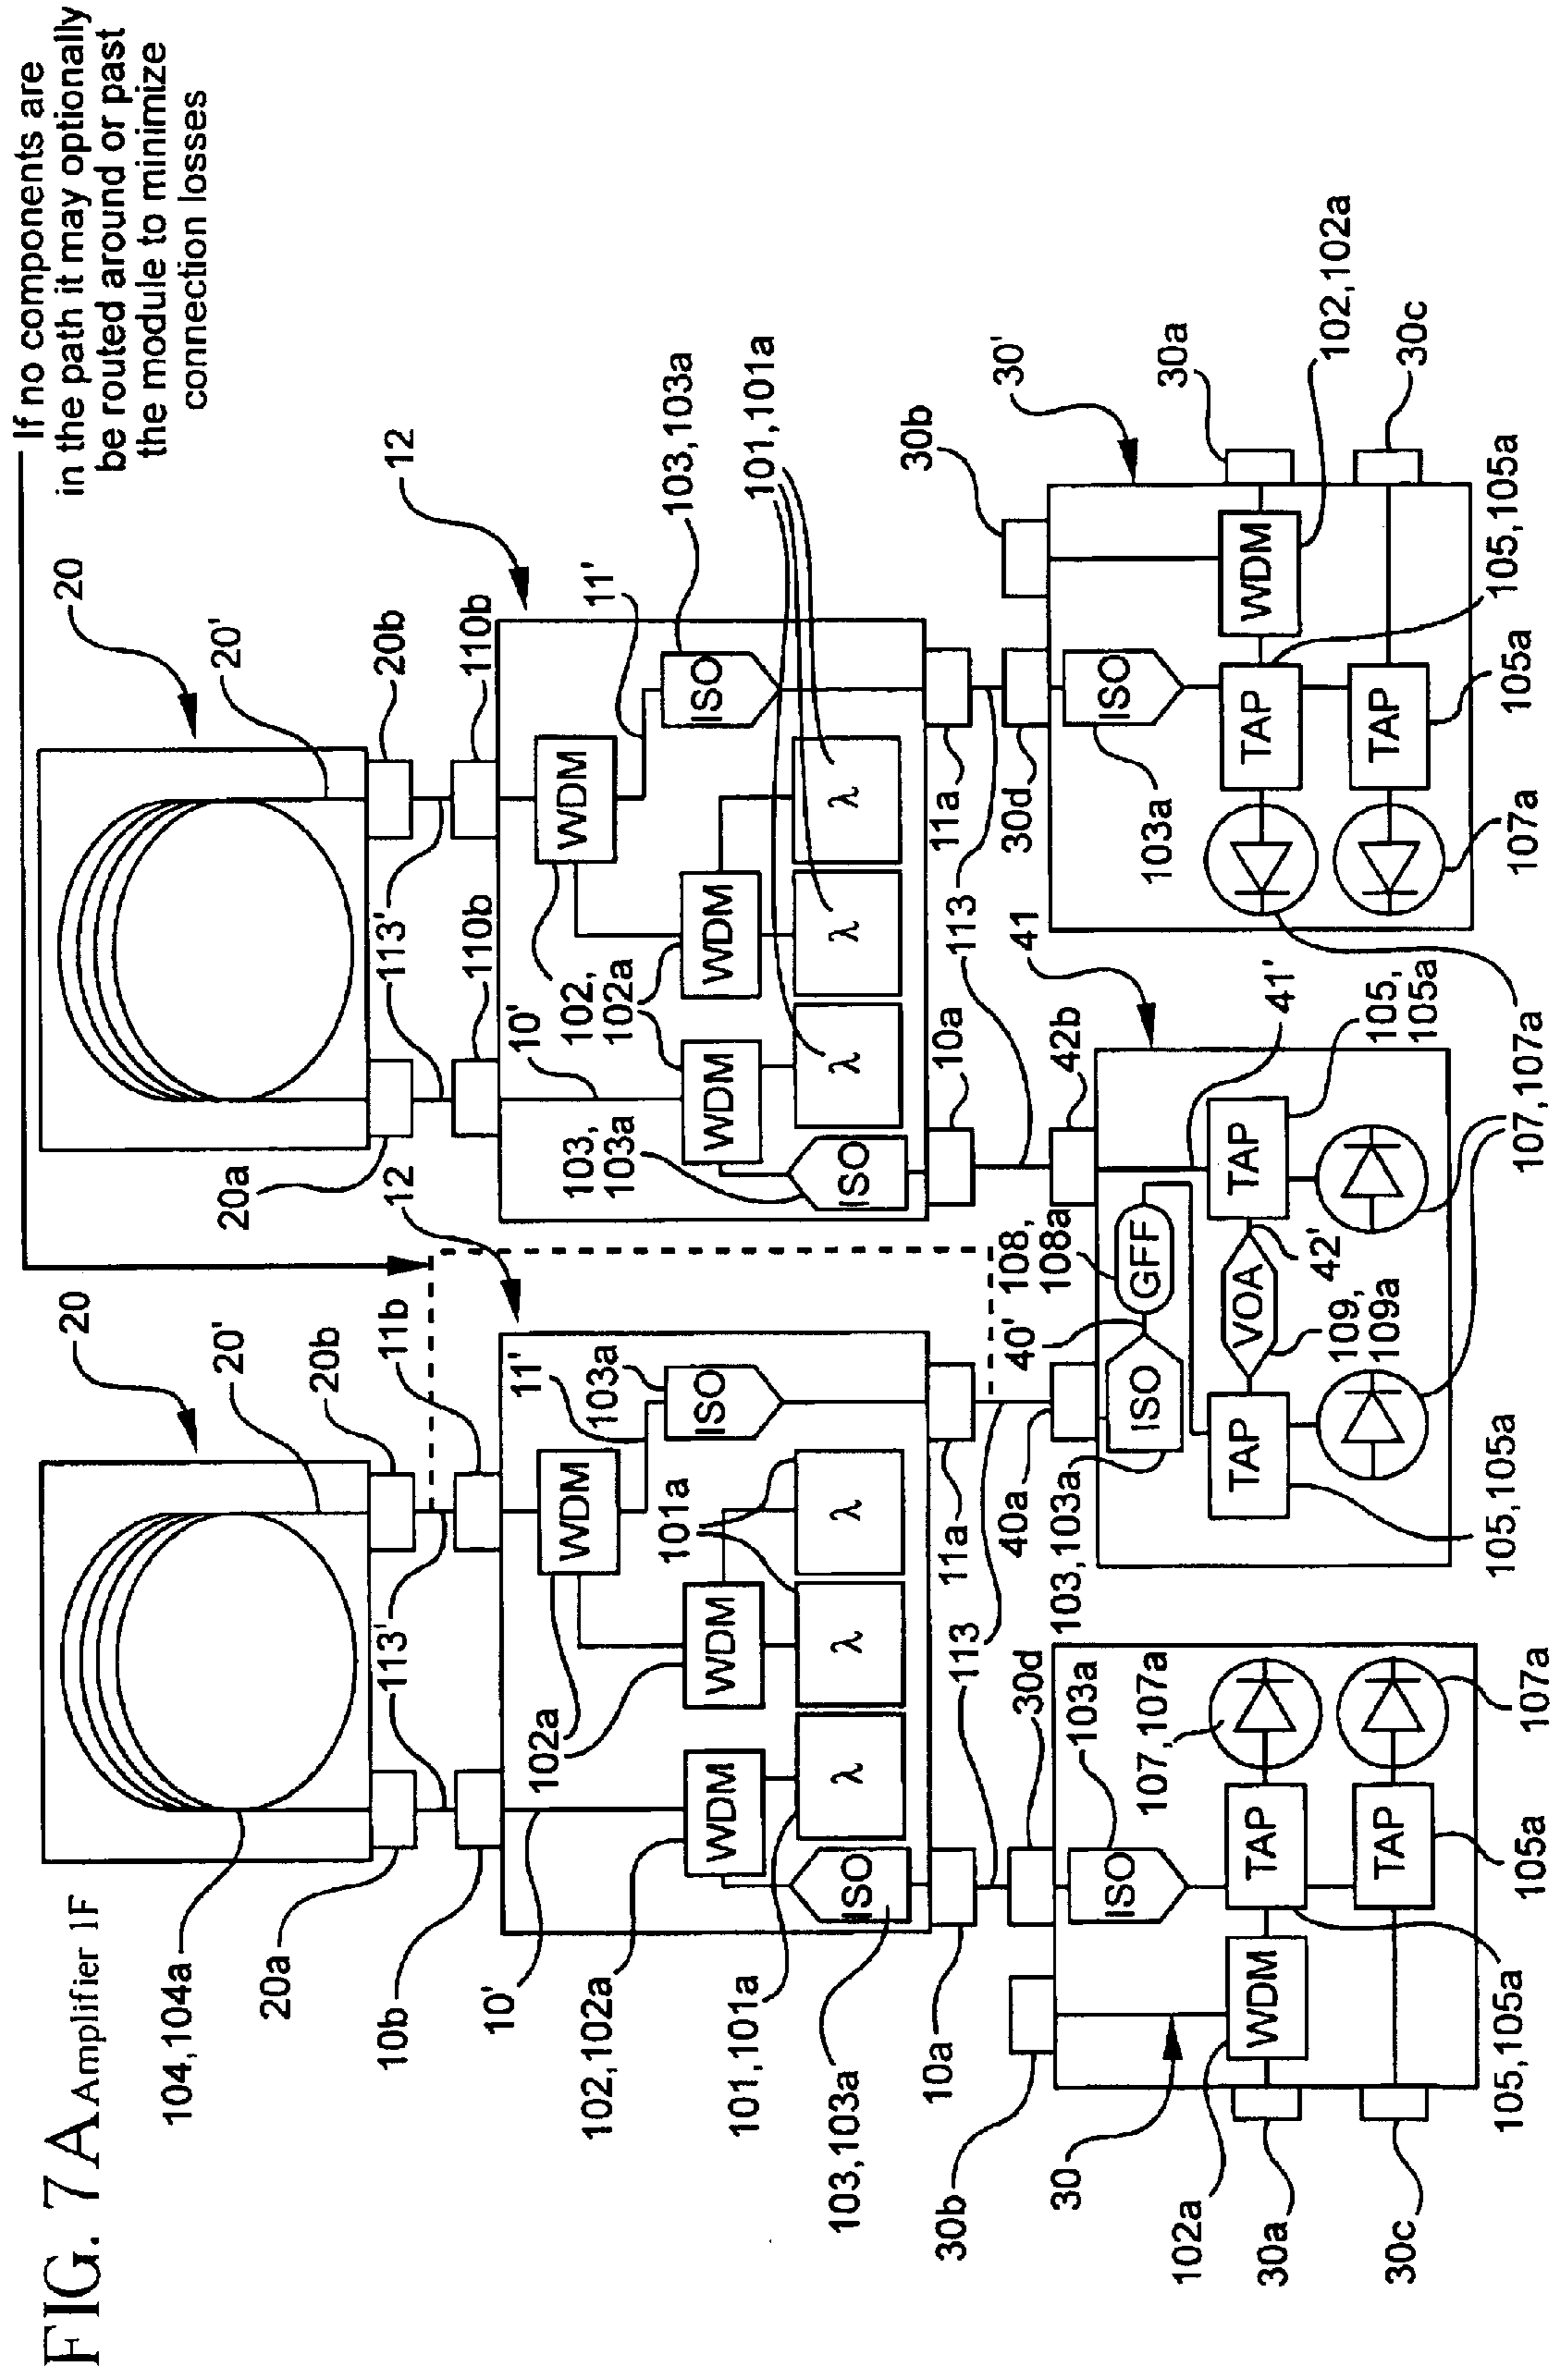 FIG. 7A Amplifier 1F
If no components are
in the path it may optionally
be routed around or past
the module to minimize
connection losses
104,104a
20'
20
20'
20
20a
113'
20b
20a
113'
20b
10b
11b
110b
110b
10'
12
11'
12
10'
11'
102,102a
102a
103a
102,
102a
103,103a
WDM
WDM
WDM
ISO
ISO
WDM
WDM
WDM
ISO
ISO
101,101a
101a
103,
103a
101,101a
λ
λ
λ
λ
λ
λ
103,103a
10a
113
11a
10a
113
11a
30b
30d
40a
42b
30d
30b
30
103a
103,103a
40'
108,
108a
41
41'
103a
30'
ISO
ISO
GFF
ISO
102a
WDM
TAP
107,107a
TAP
VOA
TAP
42'
109,
109a
105,
105a
TAP
WDM
30a
102,102a
30a
TAP
TAP
30c
105,105a
105a
107a
105,105a
107,107a
107a
105a
105,105a
30c